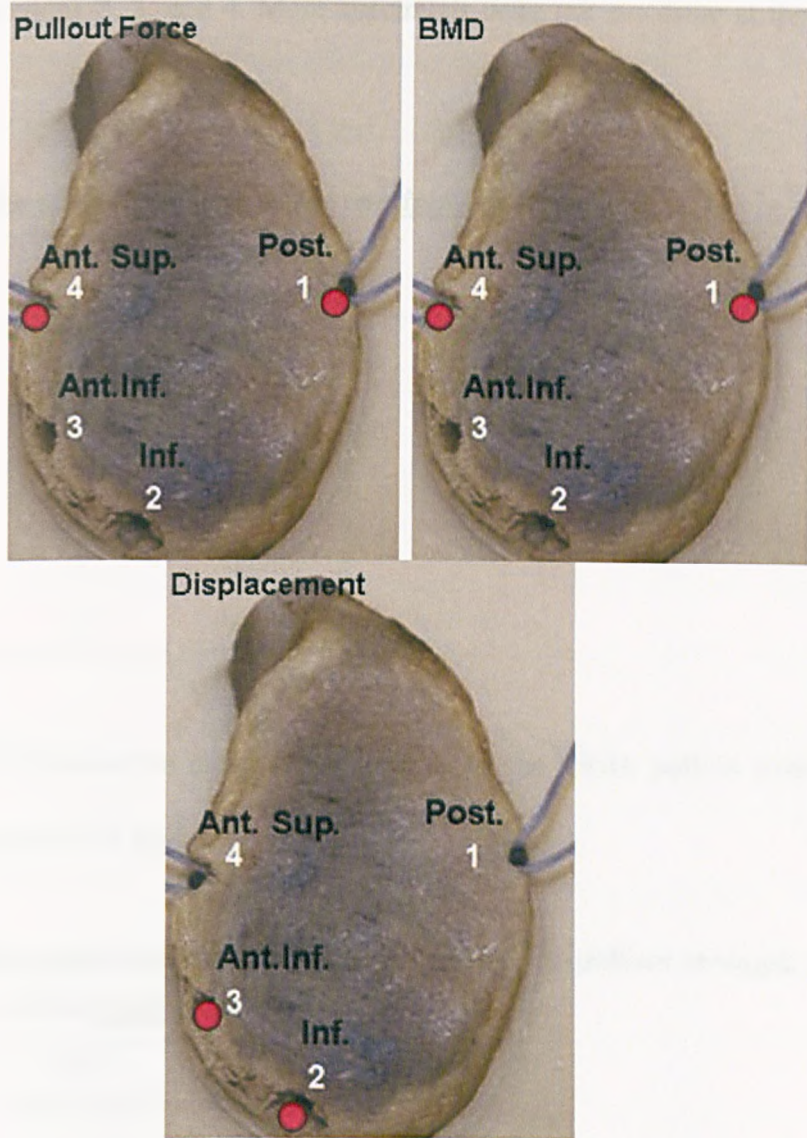 Pullout Force
Ant. Sup.
4
Post.
1
Ant.Inf.
3
Inf.
2
BMD
Ant. Sup.
4
Post.
1
Ant.Inf.
3
Inf.
2
Displacement
Ant. Sup.
4
Post.
1
Ant.Inf.
3
Inf.
2